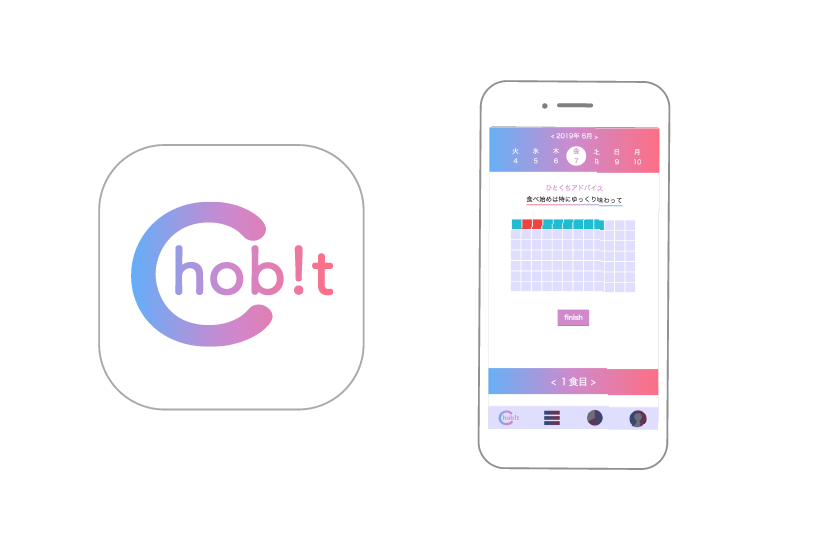 Chob!t
< 2019年 6月 >
火 水 木 金 土 日 月
4 5 6 7 8 9 10
ひとくちアドバイス
食べ始めは特にゆっくり味わって
finish
< 1 食目 >
Chob!t